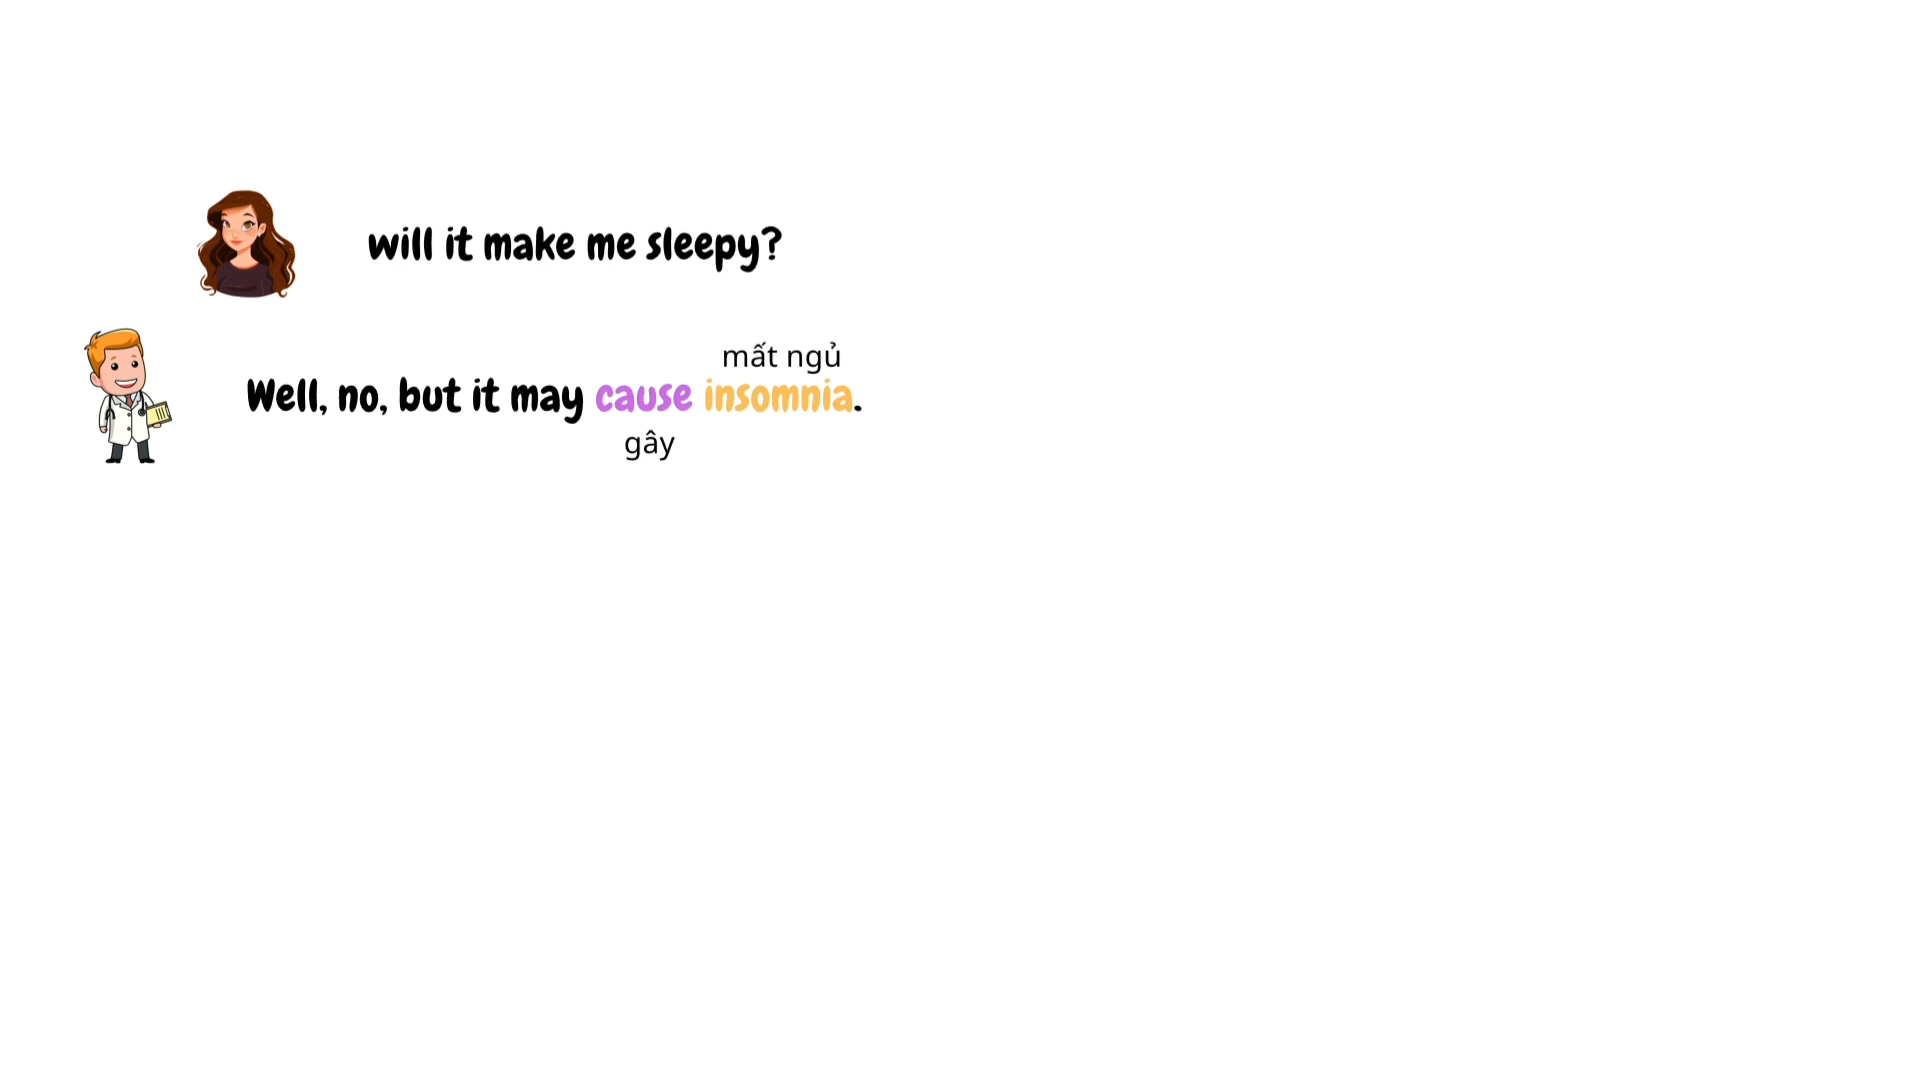 will it make me sleepy?
mất ngủ
Well, no, but it may cause insomnia.
gây